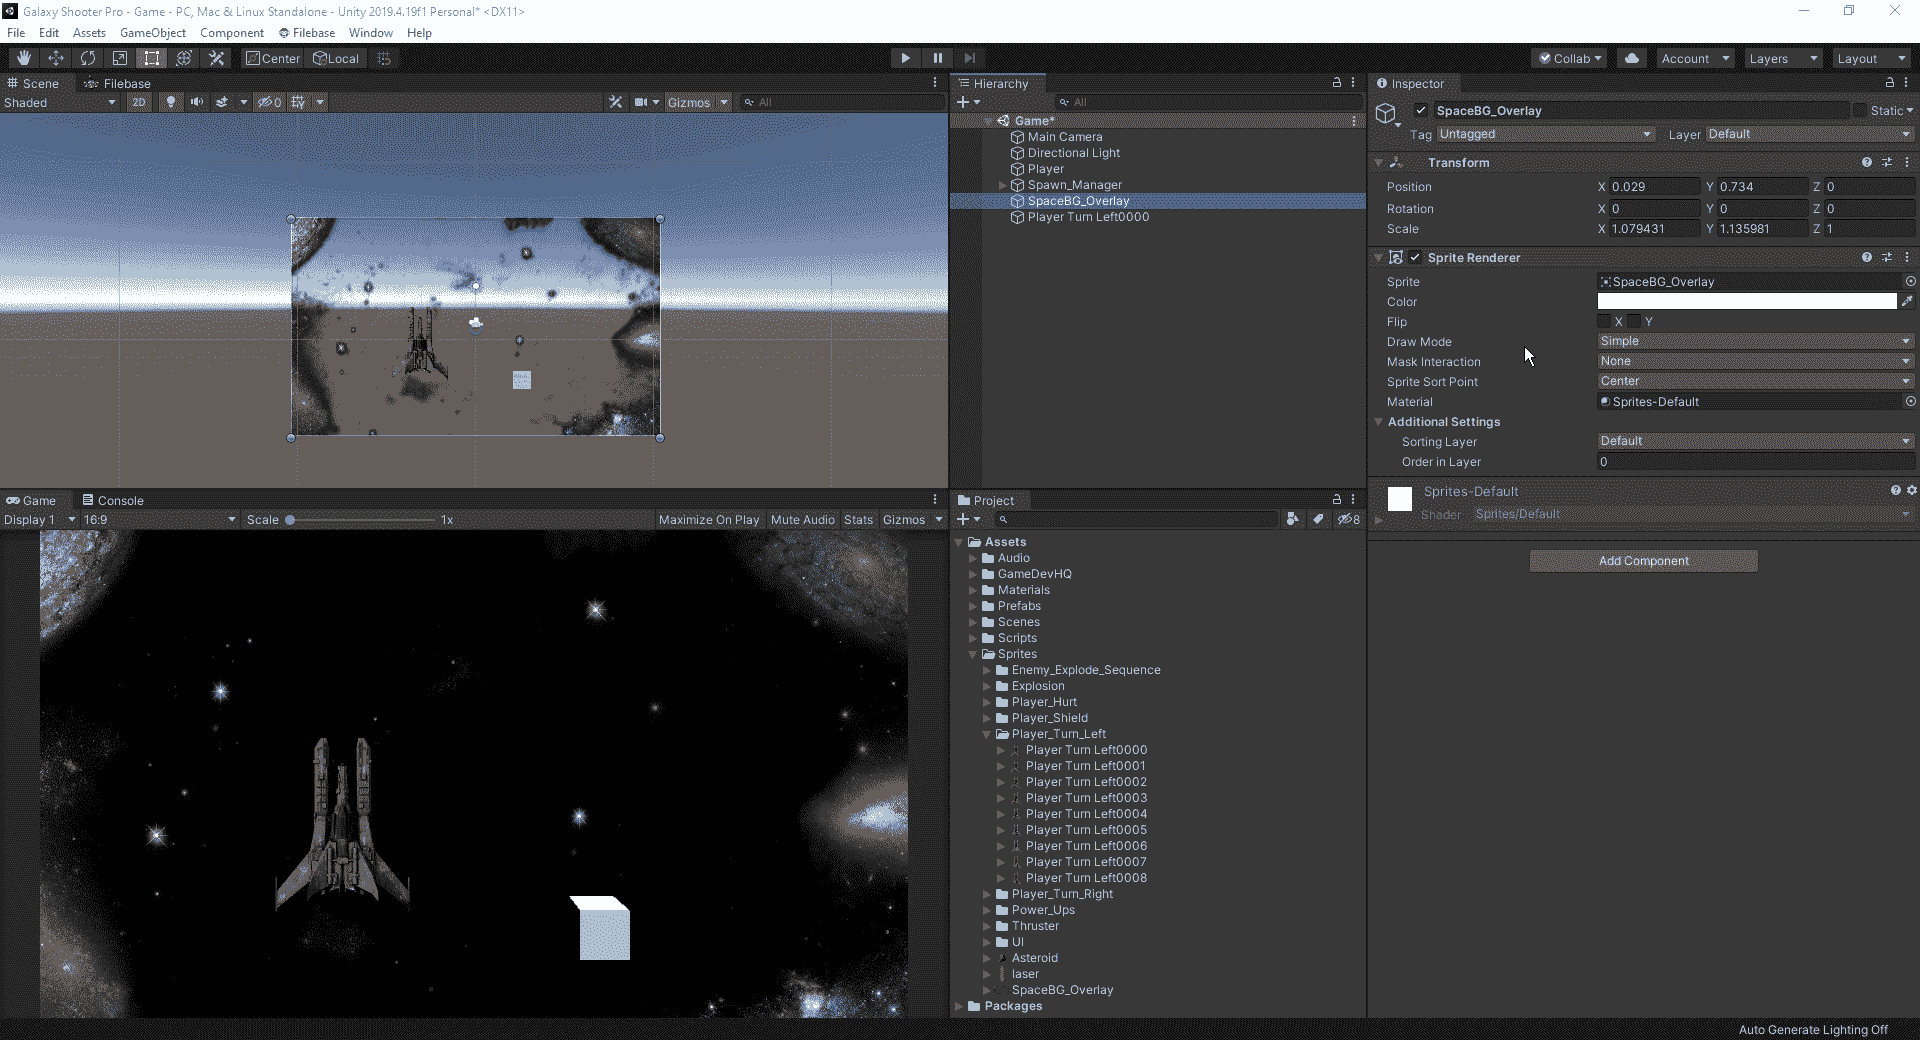 Galaxy Shooter Pro - Game - PC, Mac & Linux Standalone - Unity 2019.4.19f1 Personal* <DX11>
File Edit Assets GameObject Component Filebase Window Help
Center Local Collab Account Layers Layout
Scene Filebase
Shaded 2D 0 Gizmos All
Game Console
Display 1 16:9 Scale 1x Maximize On Play Mute Audio Stats Gizmos
Hierarchy
All
Game*
Main Camera
Directional Light
Player
Spawn_Manager
SpaceBG_Overlay
Player Turn Left0000
Project
8
Assets
Audio
GameDevHQ
Materials
Prefabs
Scenes
Scripts
Sprites
Enemy_Explode_Sequence
Explosion
Player_Hurt
Player_Shield
Player_Turn_Left
Player Turn Left0000
Player Turn Left0001
Player Turn Left0002
Player Turn Left0003
Player Turn Left0004
Player Turn Left0005
Player Turn Left0006
Player Turn Left0007
Player Turn Left0008
Player_Turn_Right
Power_Ups
Thruster
UI
Asteroid
laser
SpaceBG_Overlay
Packages
Inspector
SpaceBG_Overlay Static
Tag Untagged Layer Default
Transform
Position X 0.029 Y 0.734 Z 0
Rotation X 0 Y 0 Z 0
Scale X 1.079431 Y 1.135981 Z 1
Sprite Renderer
Sprite SpaceBG_Overlay
Color
Flip X Y
Draw Mode Simple
Mask Interaction None
Sprite Sort Point Center
Material Sprites-Default
Additional Settings
Sorting Layer Default
Order in Layer 0
Sprites-Default
Shader Sprites/Default
Add Component
Auto Generate Lighting Off